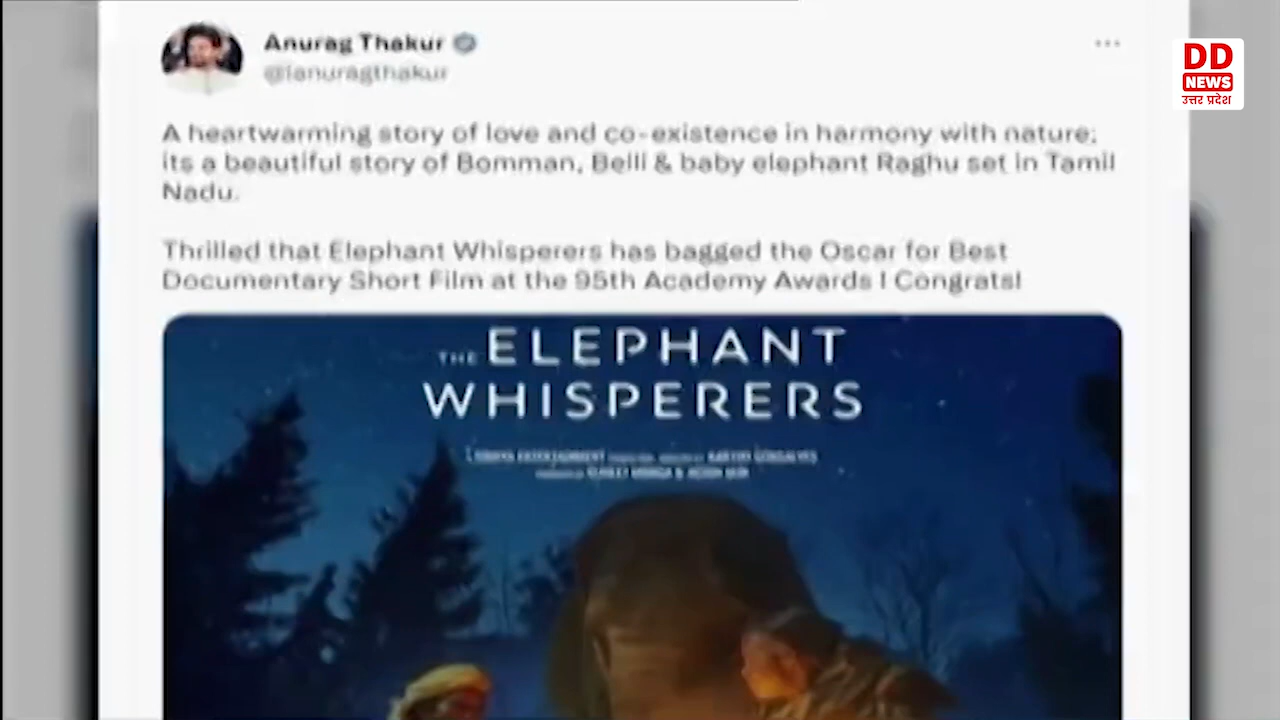 Anurag Thakur
@ianuragthakur
A heartwarming story of love and co-existence in harmony with nature;
its a beautiful story of Bomman, Belli & baby elephant Raghu set in Tamil
Nadu.
Thrilled that Elephant Whisperers has bagged the Oscar for Best
Documentary Short Film at the 95th Academy Awards ! Congrats!
THE ELEPHANT
WHISPERERS
DD
NEWS
उत्तर प्रदेश